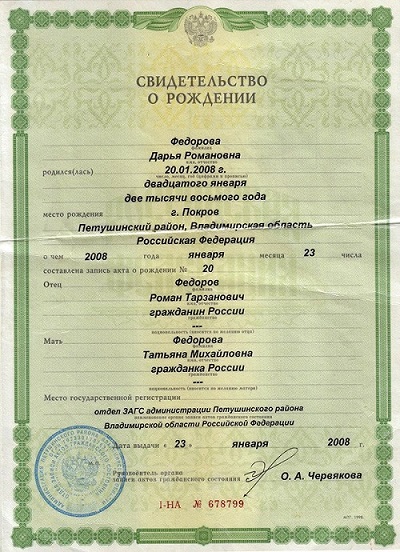 СВИДЕТЕЛЬСТВО
О РОЖДЕНИИ
Федорова
фамилия
Дарья Романовна
имя, отчество
родился(лась) 20.01.2008 г.
число, месяц, год (цифрами и прописью)
двадцатого января
две тысячи восьмого года
место рождения г. Покров
Петушинский район, Владимирская область
Российская Федерация
о чем 2008 года января месяца 23 числа
составлена запись акта о рождении № 20
Отец Федоров
фамилия
Роман Тарзанович
имя, отчество
гражданин России
гражданство
---
национальность (вносится по желанию отца)
Мать Федорова
фамилия
Татьяна Михайловна
имя, отчество
гражданка России
гражданство
---
национальность (вносится по желанию матери)
Место государственной регистрации
отдел ЗАГС администрации Петушинского района
наименование органа записи актов гражданского состояния
Владимирской области Российской Федерации
Дата выдачи « 23 » января 2008 г.
М.П.
Руководитель органа
записи актов гражданского состояния О. А. Червякова
I-НА № 678799